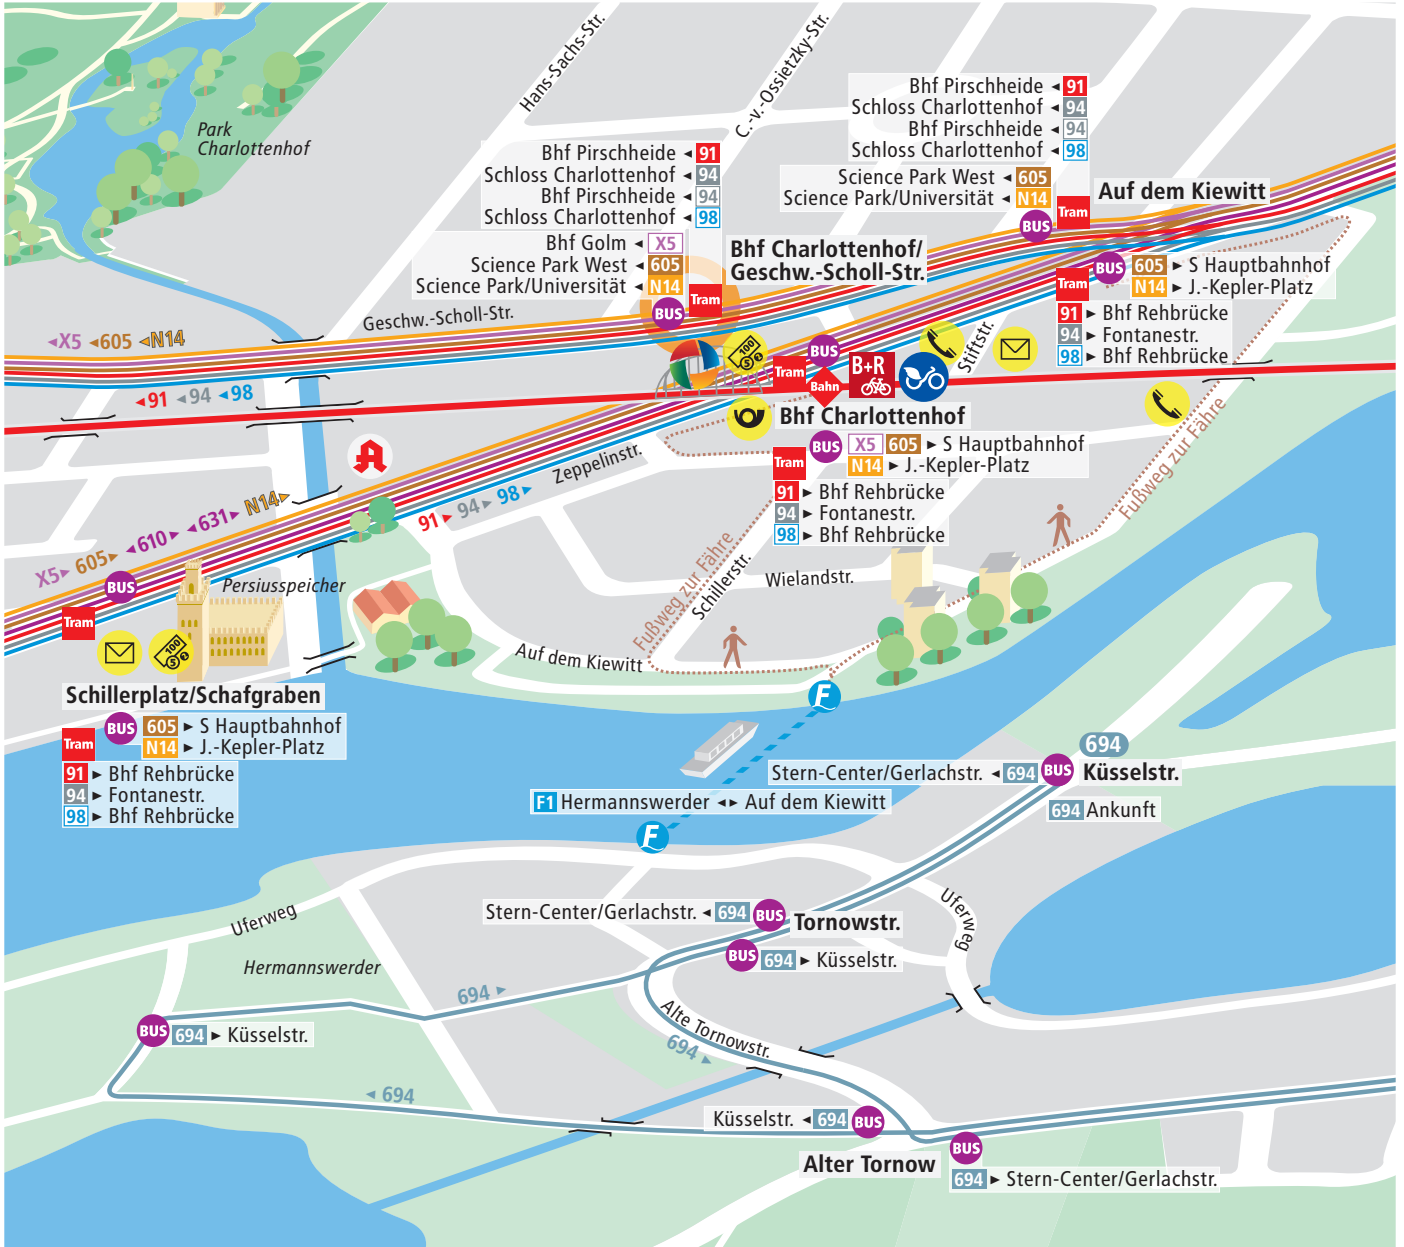 Hans-Sachs-Str.
C.-v.-Ossietzky-Str.
Park
Charlottenhof
Bhf Pirschheide ◄ 91
Schloss Charlottenhof ◄ 94
Bhf Pirschheide ◄ 94
Schloss Charlottenhof ◄ 98
Science Park West ◄ 605
Science Park/Universität ◄ N14
BUS
Tram
Auf dem Kiewitt
Bhf Pirschheide ◄ 91
Schloss Charlottenhof ◄ 94
Bhf Pirschheide ◄ 94
Schloss Charlottenhof ◄ 98
Bhf Golm ◄ X5
Science Park West ◄ 605
Science Park/Universität ◄ N14
BUS
Tram
Bhf Charlottenhof/
Geschw.-Scholl-Str.
BUS
Tram
605 ► S Hauptbahnhof
N14 ► J.-Kepler-Platz
91 ► Bhf Rehbrücke
94 ► Fontanestr.
98 ► Bhf Rehbrücke
Geschw.-Scholl-Str.
◄X5 ◄605 ◄N14
◄91 ◄94 ◄98
100
5
BUS
Tram
Bahn
B+R
Stiftstr.
Bhf Charlottenhof
BUS
Tram
X5 605 ► S Hauptbahnhof
N14 ► J.-Kepler-Platz
91 ► Bhf Rehbrücke
94 ► Fontanestr.
98 ► Bhf Rehbrücke
Fußweg zur Fähre
A
Zeppelinstr.
91► 94► 98►
X5► 605► ◄610► ◄631► N14►
BUS
Tram
Persiusspeicher
100
5
Schillerplatz/Schafgraben
BUS
Tram
605 ► S Hauptbahnhof
N14 ► J.-Kepler-Platz
91 ► Bhf Rehbrücke
94 ► Fontanestr.
98 ► Bhf Rehbrücke
Fußweg zur Fähre
Schillerstr.
Wielandstr.
Auf dem Kiewitt
F
F1 Hermannswerder ◄► Auf dem Kiewitt
F
694
Stern-Center/Gerlachstr. ◄ 694 BUS Küsselstr.
694 Ankunft
Uferweg
Uferweg
Hermannswerder
Stern-Center/Gerlachstr. ◄ 694 BUS Tornowstr.
BUS 694 ► Küsselstr.
694 ►
BUS 694 ► Küsselstr.
Alte Tornowstr.
694 ►
◄ 694
Küsselstr. ◄ 694 BUS
Alter Tornow
BUS
694 ► Stern-Center/Gerlachstr.